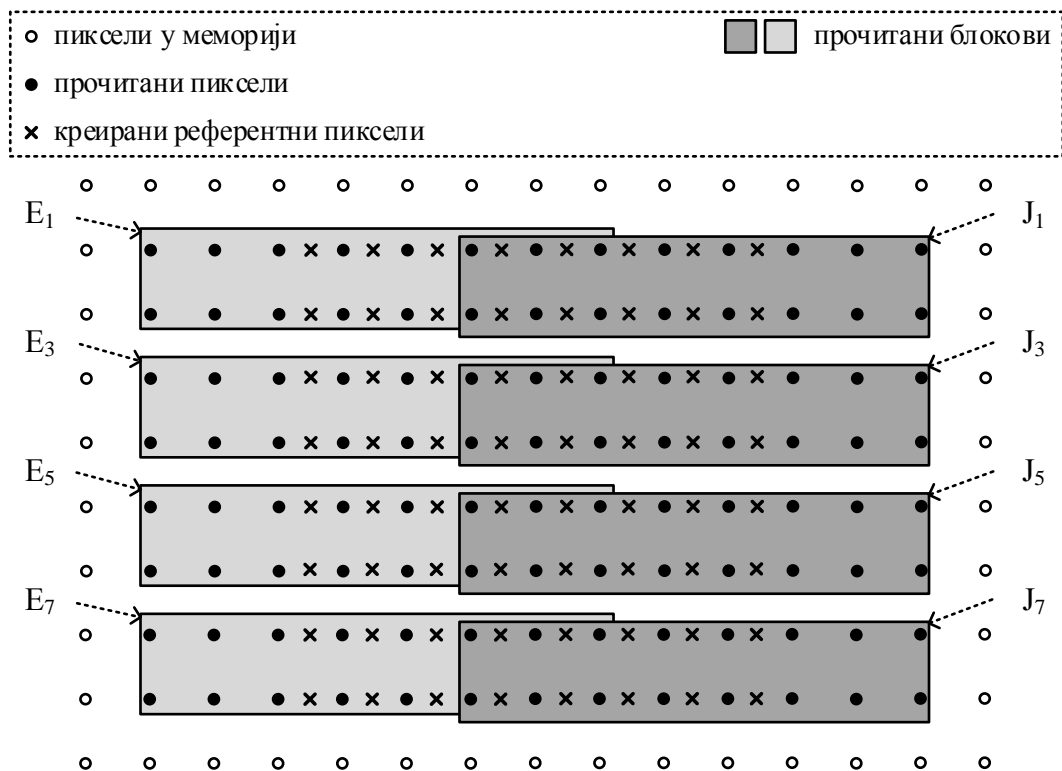 пиксели у меморији
прочитани блокови
прочитани пиксели
креирани референтни пиксели
E1
J1
E3
J3
E5
J5
E7
J7